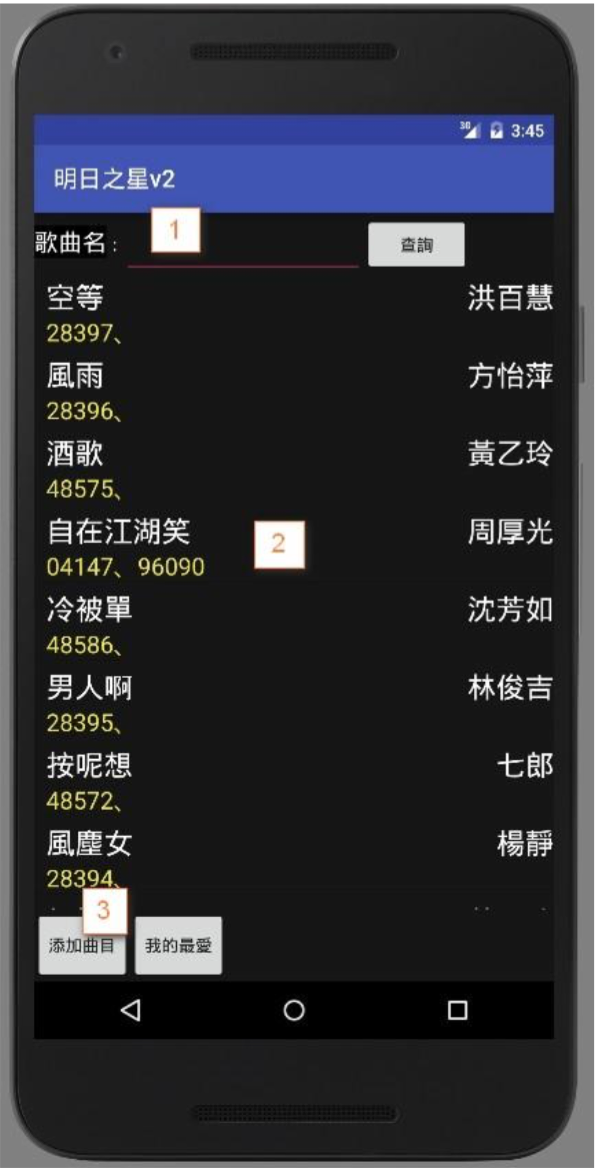 3G 3:45
明日之星v2
歌曲名: 1 查詢
空等 洪百慧
28397、
風雨 方怡萍
28396、
酒歌 黃乙玲
48575、
自在江湖笑 周厚光
04147、96090 2
冷被單 沈芳如
48586、
男人啊 林俊吉
28395、
按呢想 七郎
48572、
風塵女 楊靜
28394、
3
添加曲目 我的最愛